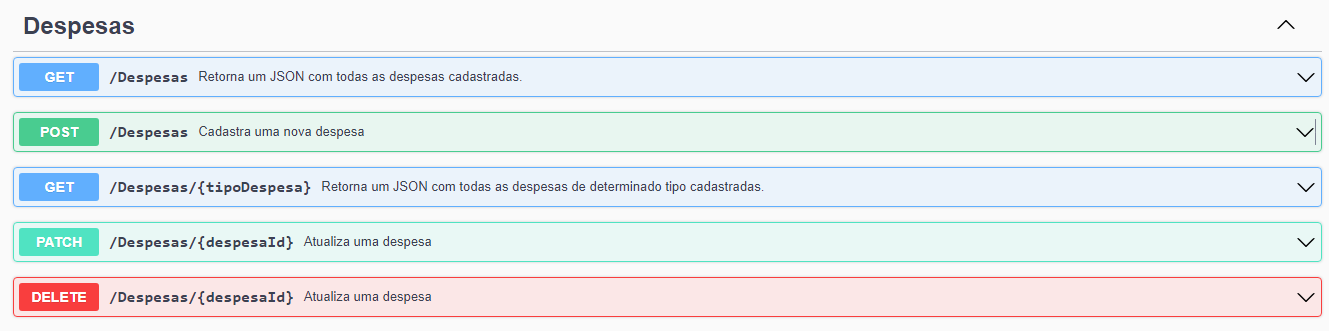 Despesas
GET /Despesas Retorna um JSON com todas as despesas cadastradas.
POST /Despesas Cadastra uma nova despesa
GET /Despesas/{tipoDespesa} Retorna um JSON com todas as despesas de determinado tipo cadastradas.
PATCH /Despesas/{despesaId} Atualiza uma despesa
DELETE /Despesas/{despesaId} Atualiza uma despesa